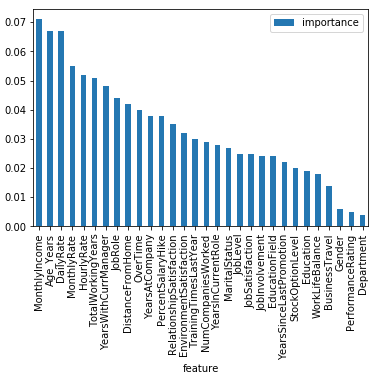 importance
0.07
0.06
0.05
0.04
0.03
0.02
0.01
0.00
MonthlyIncome
Age_Years
DailyRate
MonthlyRate
HourlyRate
TotalWorkingYears
YearsWithCurrManager
JobRole
DistanceFromHome
OverTime
YearsAtCompany
PercentSalaryHike
RelationshipSatisfaction
EnvironmentSatisfaction
TrainingTimesLastYear
NumCompaniesWorked
YearsInCurrentRole
MaritalStatus
JobLevel
JobSatisfaction
JobInvolvement
EducationField
YearsSinceLastPromotion
StockOptionLevel
Education
WorkLifeBalance
BusinessTravel
Gender
PerformanceRating
Department
feature